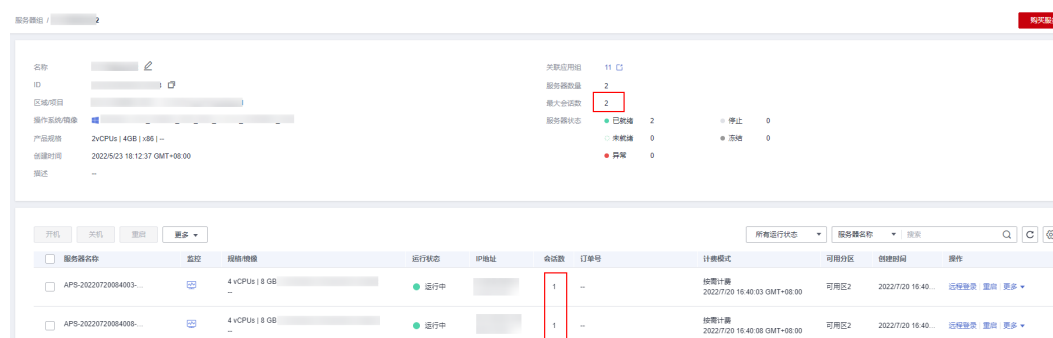 服务器组 / 2
购买服务
名称
ID
区域/项目
操作系统/镜像
产品规格 2vCPUs | 4GB | x86 | --
创建时间 2022/5/23 18:12:37 GMT+08:00
描述 --
关联应用组 11
服务器数量 2
最大会话数 2
服务器状态 已就绪 2 停止 0
未就绪 0 冻结 0
异常 0
开机 关机 重启 更多 所有运行状态 服务器名称 搜索
服务器名称 监控 规格/镜像 运行状态 IP地址 会话数 订单号 计费模式 可用分区 创建时间 操作
APS-20220720084003-... 4 vCPUs | 8 GB 运行中 1 -- 按需计费 可用区2 2022/7/20 16:40... 远程登录 重启 更多
-- 2022/7/20 16:40:03 GMT+08:00
APS-20220720084008-... 4 vCPUs | 8 GB 运行中 1 -- 按需计费 可用区2 2022/7/20 16:40... 远程登录 重启 更多
-- 2022/7/20 16:40:08 GMT+08:00